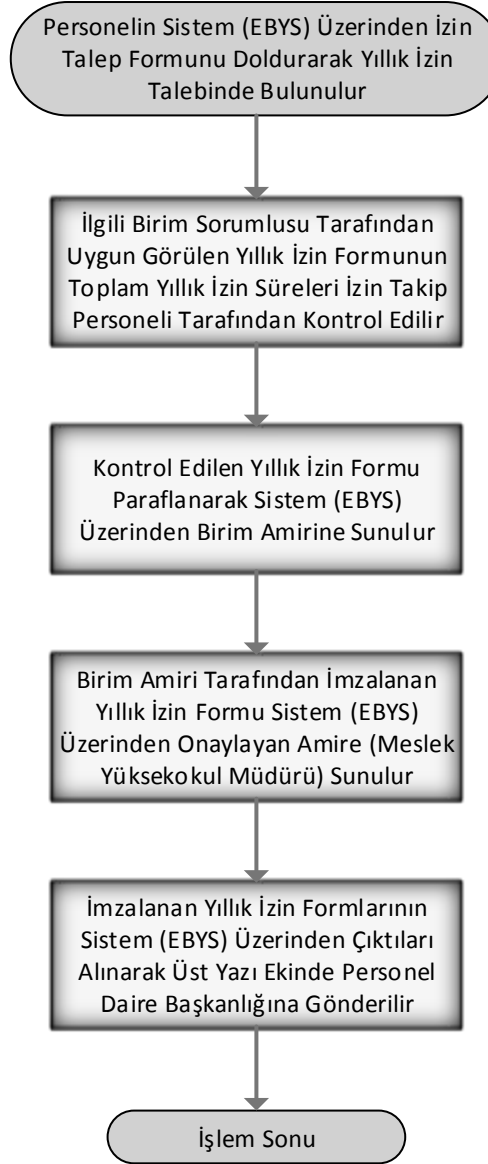 Personelin Sistem (EBYS) Üzerinden İzin
Talep Formunu Doldurarak Yıllık İzin
Talebinde Bulunulur
İlgili Birim Sorumlusu Tarafından
Uygun Görülen Yıllık İzin Formunun
Toplam Yıllık İzin Süreleri İzin Takip
Personeli Tarafından Kontrol Edilir
Kontrol Edilen Yıllık İzin Formu
Paraflanarak Sistem (EBYS)
Üzerinden Birim Amirine Sunulur
Birim Amiri Tarafından İmzalanan
Yıllık İzin Formu Sistem (EBYS)
Üzerinden Onaylayan Amire (Meslek
Yüksekokul Müdürü) Sunulur
İmzalanan Yıllık İzin Formlarının
Sistem (EBYS) Üzerinden Çıktıları
Alınarak Üst Yazı Ekinde Personel
Daire Başkanlığına Gönderilir
İşlem Sonu